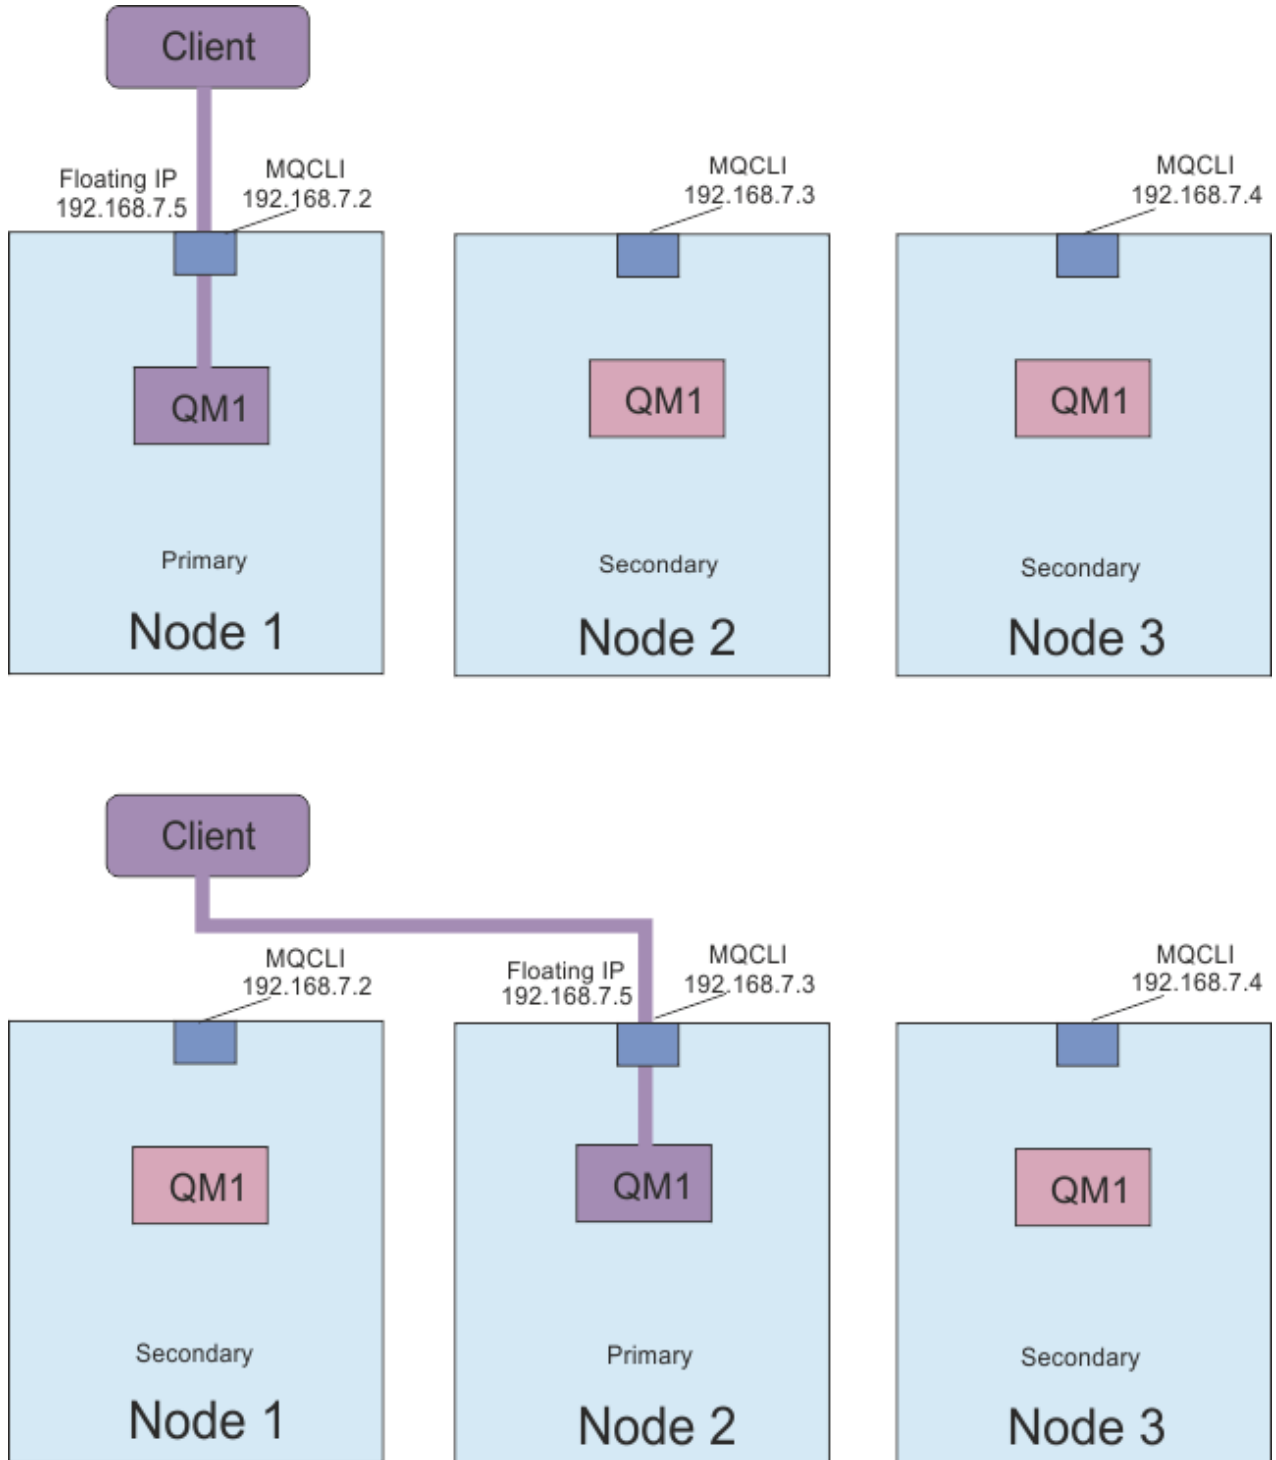 Client
Floating IP
192.168.7.5
MQCLI
192.168.7.2
MQCLI
192.168.7.3
MQCLI
192.168.7.4
QM1
QM1
QM1
Primary
Secondary
Secondary
Node 1
Node 2
Node 3
Client
MQCLI
192.168.7.2
Floating IP
192.168.7.5
MQCLI
192.168.7.3
MQCLI
192.168.7.4
QM1
QM1
QM1
Secondary
Primary
Secondary
Node 1
Node 2
Node 3